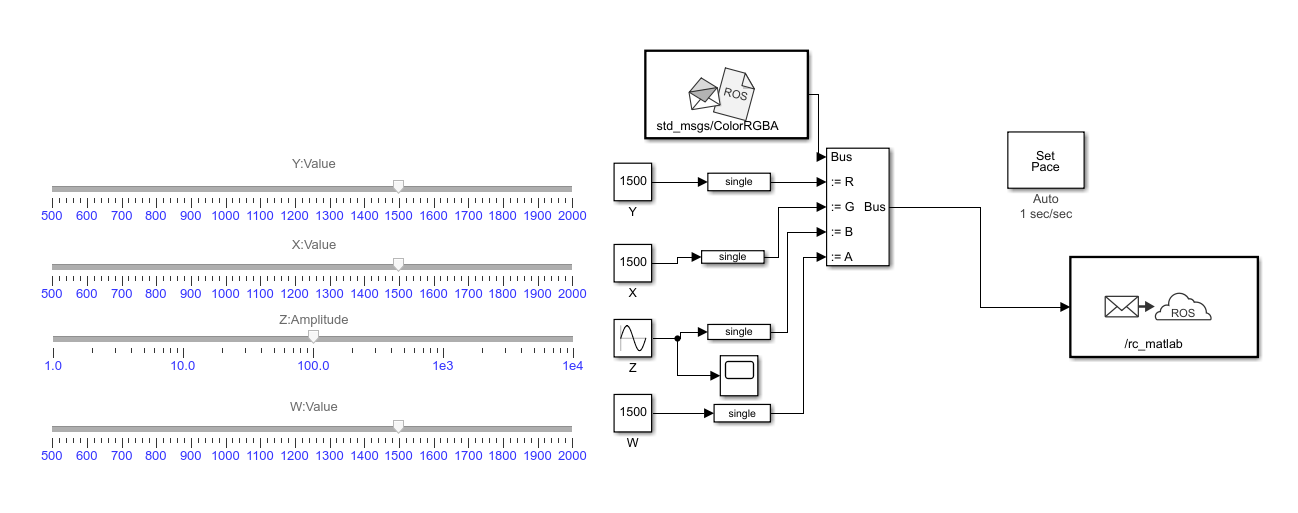 Y:Value
500 600 700 800 900 1000 1100 1200 1300 1400 1500 1600 1700 1800 1900 2000
X:Value
500 600 700 800 900 1000 1100 1200 1300 1400 1500 1600 1700 1800 1900 2000
Z:Amplitude
1.0 10.0 100.0 1e3 1e4
W:Value
500 600 700 800 900 1000 1100 1200 1300 1400 1500 1600 1700 1800 1900 2000
ROS
std_msgs/ColorRGBA
1500
Y
single
1500
X
single
Z
single
1500
W
single
Bus
:= R
:= G Bus
:= B
:= A
Set
Pace
Auto
1 sec/sec
ROS
/rc_matlab